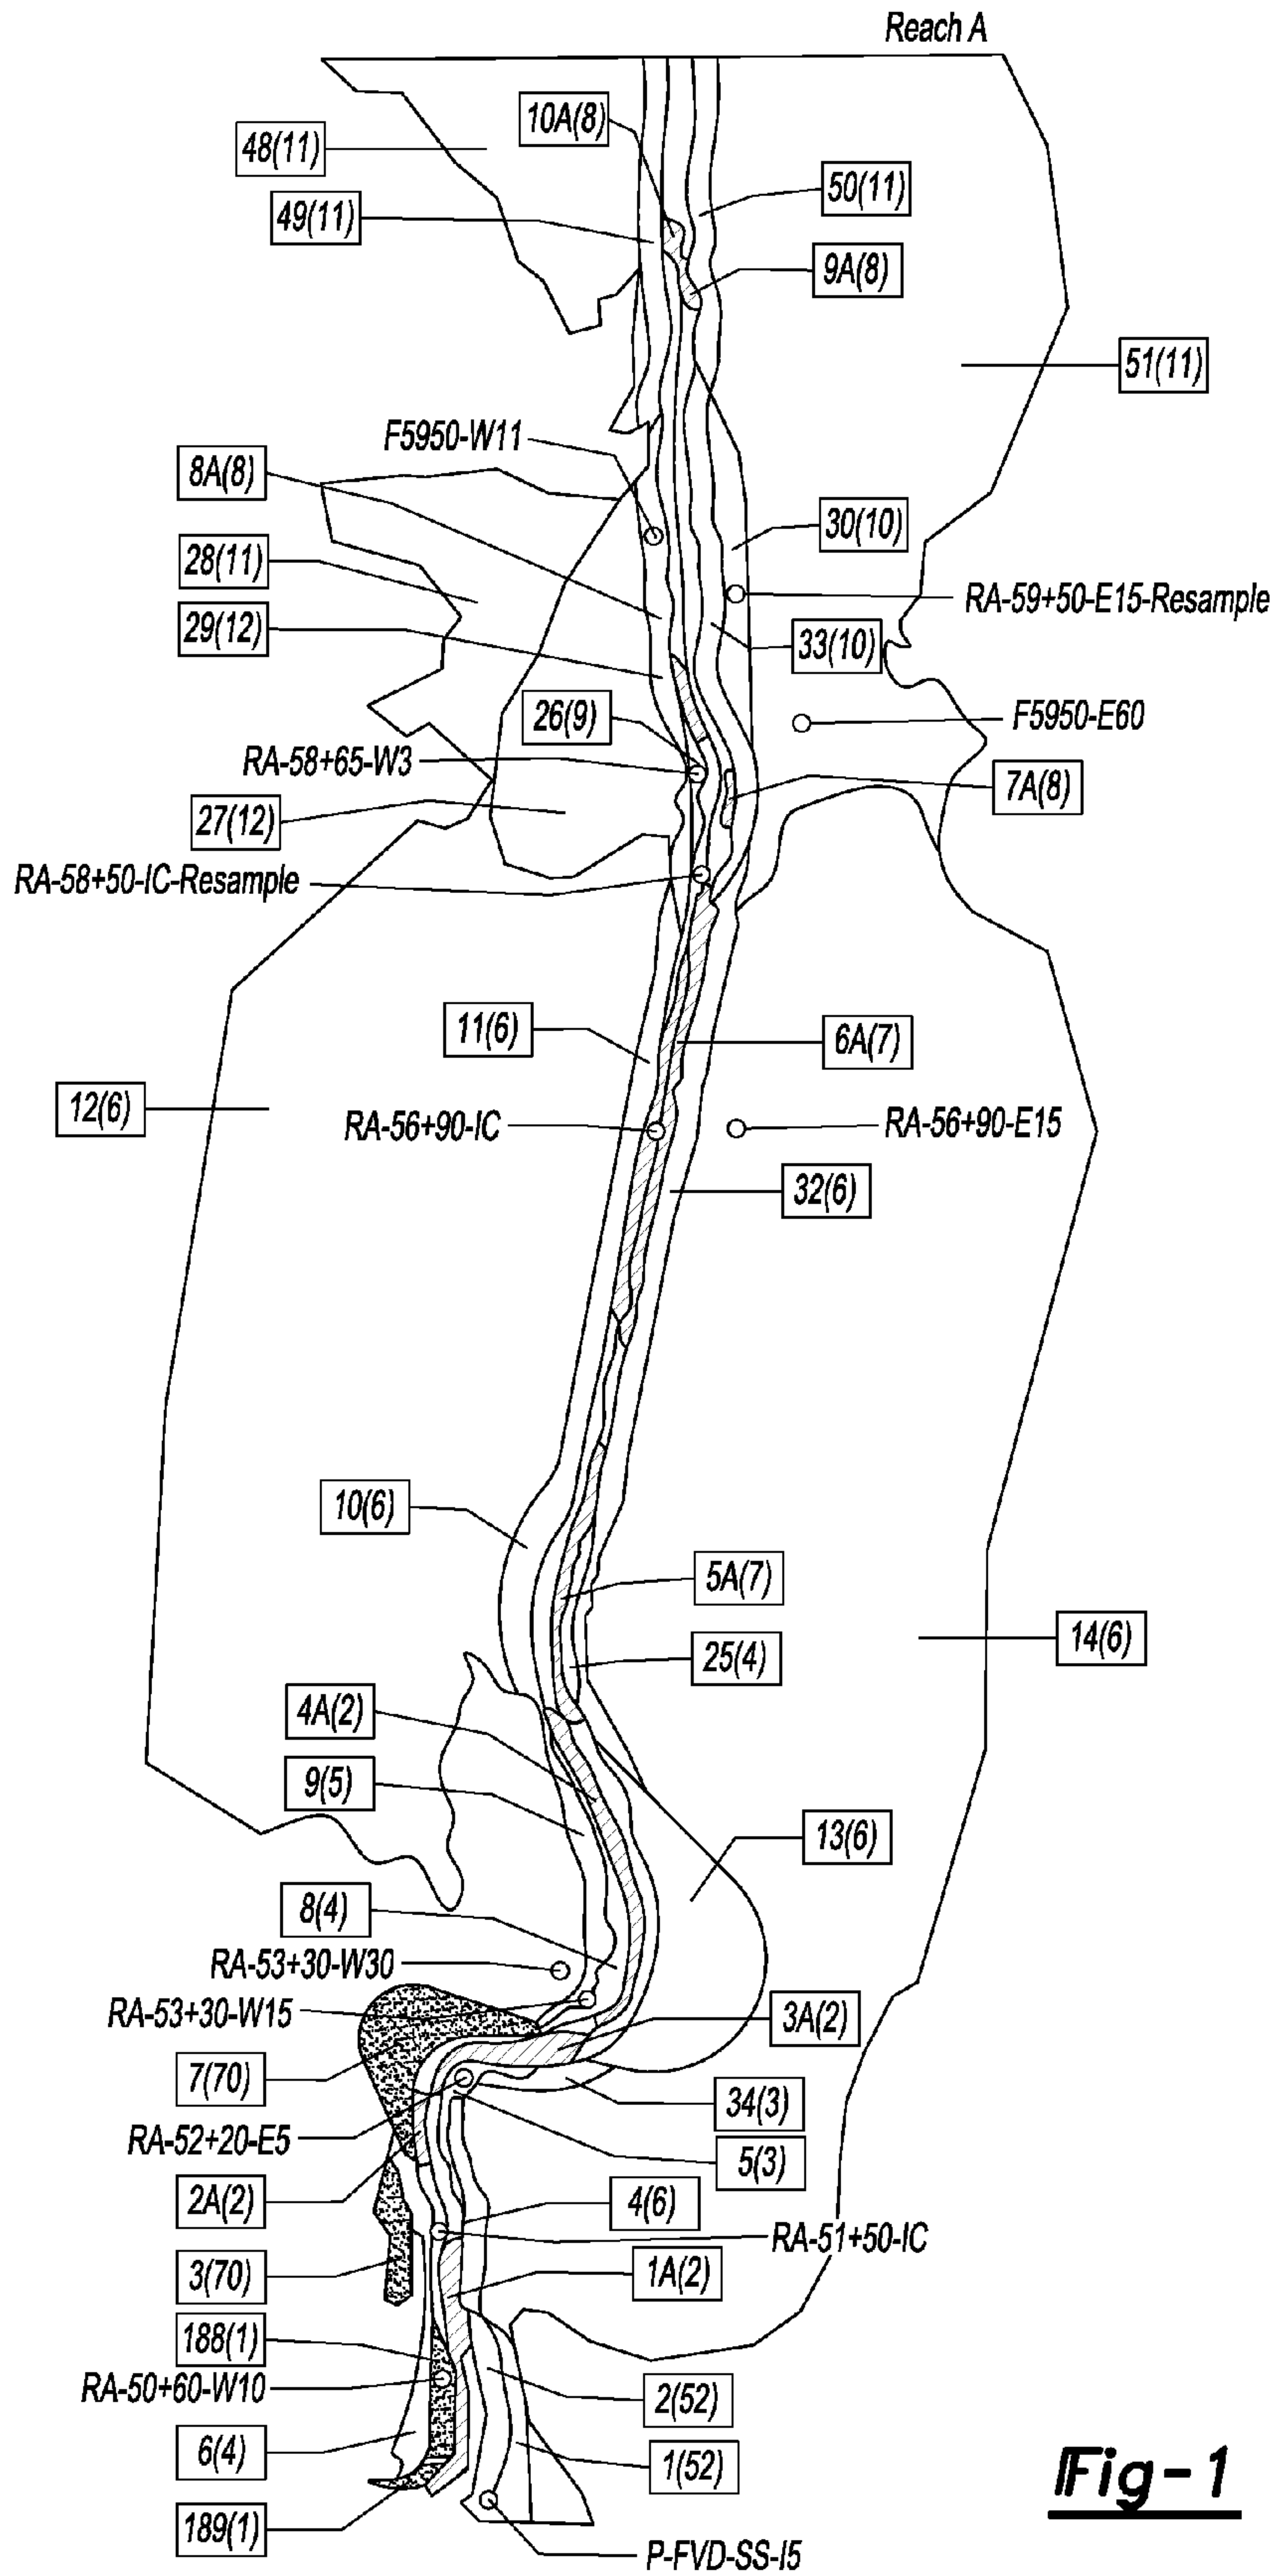 Reach A
10A(8)
48(11)
50(11)
49(11)
9A(8)
51(11)
F5950-W11
8A(8)
30(10)
28(11)
RA-59+50-E15-Resample
29(12)
33(10)
26(9)
F5950-E60
RA-58+65-W3
7A(8)
27(12)
RA-58+50-IC-Resample
11(6)
6A(7)
12(6)
RA-56+90-IC
RA-56+90-E15
32(6)
10(6)
5A(7)
14(6)
25(4)
4A(2)
9(5)
13(6)
8(4)
RA-53+30-W30
RA-53+30-W15
3A(2)
7(70)
34(3)
RA-52+20-E5
5(3)
2A(2)
4(6)
RA-51+50-IC
3(70)
1A(2)
188(1)
RA-50+60-W10
2(52)
6(4)
1(52)
Fig-1
189(1)
P-FVD-SS-I5